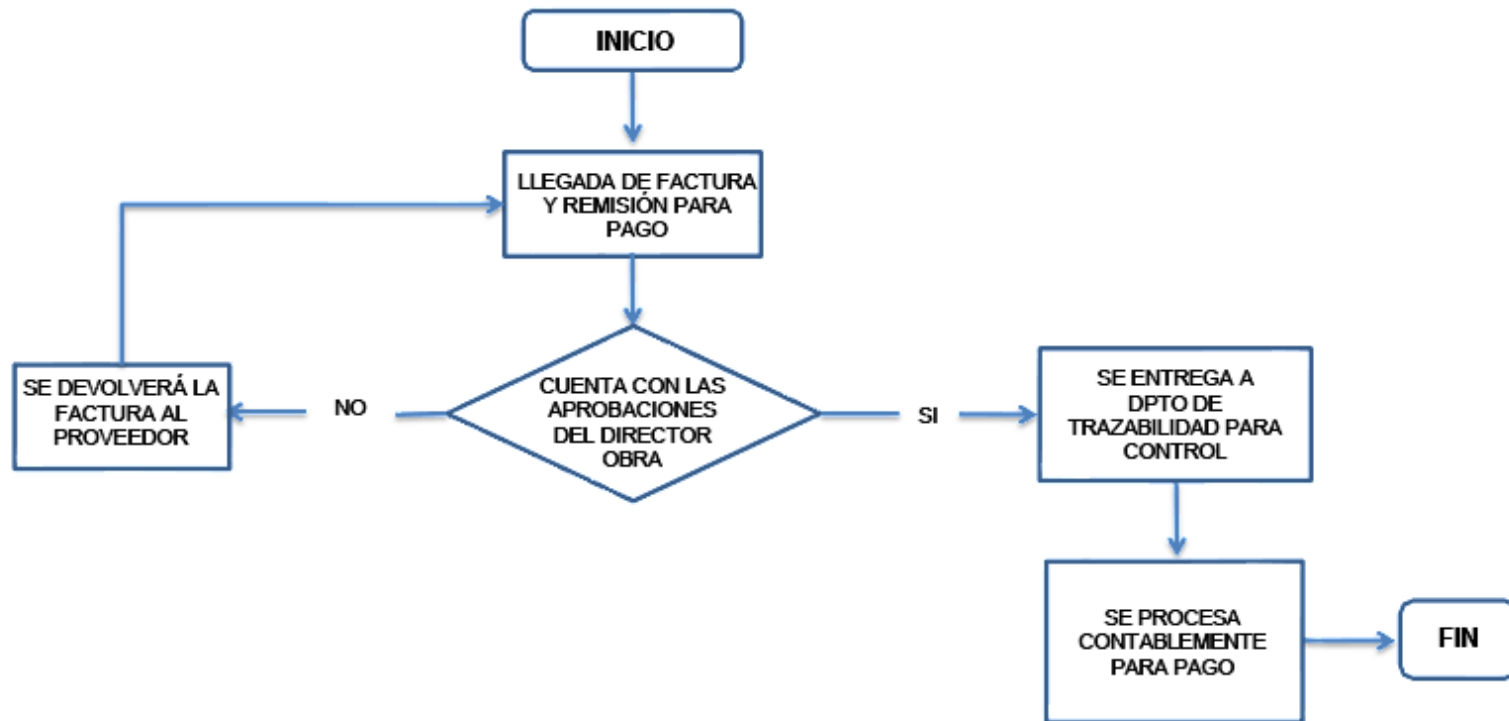 INICIO
LLEGADA DE FACTURA
Y REMISIÓN PARA
PAGO
SE DEVOLVERÁ LA
FACTURA AL
PROVEEDOR
NO
CUENTA CON LAS
APROBACIONES
DEL DIRECTOR
OBRA
SI
SE ENTREGA A
DPTO DE
TRAZABILIDAD PARA
CONTROL
SE PROCESA
CONTABLEMENTE
PARA PAGO
FIN